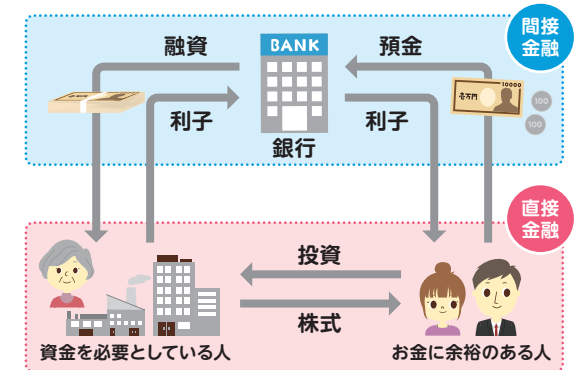 間接
金融
融資
BANK
預金
10000
壱万円
100
100
利子
利子
銀行
直接
金融
投資
株式
資金を必要としている人
お金に余裕のある人